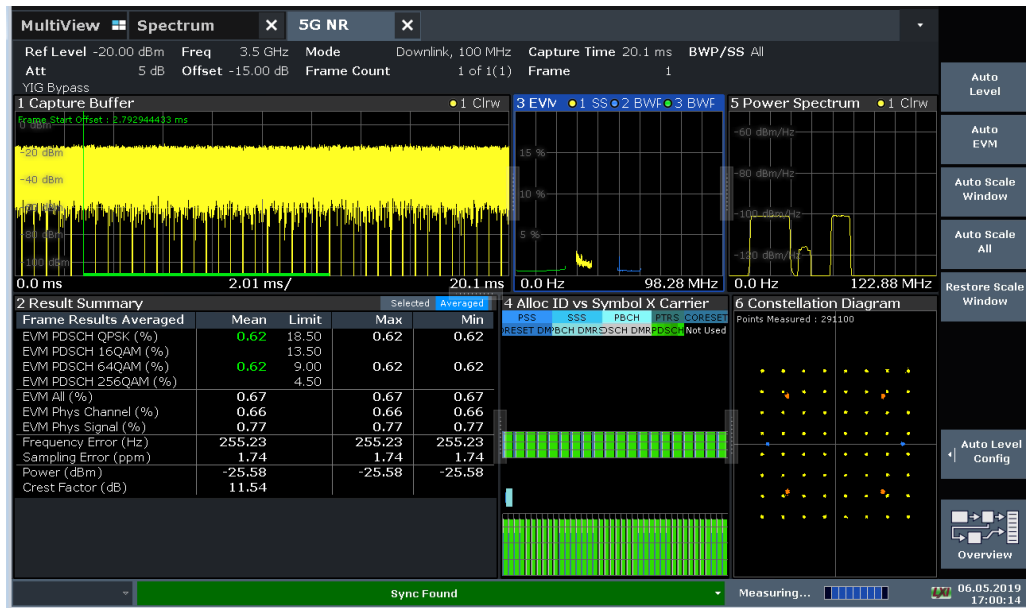 MultiView Spectrum X 5G NR X
Ref Level -20.00 dBm Freq 3.5 GHz Mode Downlink, 100 MHz Capture Time 20.1 ms BWP/SS All
Att 5 dB Offset -15.00 dB Frame Count 1 of 1(1) Frame 1
YIG Bypass
1 Capture Buffer 1 Clrw
Frame Start Offset : 2.792944433 ms
0 dBm
-20 dBm
-40 dBm
-80 dBm
-100 dBm
0.0 ms 2.01 ms/ 20.1 ms
3 EVM 1 SS 2 BWP 3 BWP
15 %
10 %
5 %
0.0 Hz 98.28 MHz
5 Power Spectrum 1 Clrw
-60 dBm/Hz
-80 dBm/Hz
-100 dBm/Hz
-120 dBm/Hz
0.0 Hz 122.88 MHz
2 Result Summary Selected Averaged
Frame Results Averaged Mean Limit Max Min
EVM PDSCH QPSK (%) 0.62 18.50 0.62 0.62
EVM PDSCH 16QAM (%) 13.50
EVM PDSCH 64QAM (%) 0.62 9.00 0.62 0.62
EVM PDSCH 256QAM (%) 4.50
EVM All (%) 0.67 0.67 0.67
EVM Phys Channel (%) 0.66 0.66 0.66
EVM Phys Signal (%) 0.77 0.77 0.77
Frequency Error (Hz) 255.23 255.23 255.23
Sampling Error (ppm) 1.74 1.74 1.74
Power (dBm) -25.58 -25.58 -25.58
Crest Factor (dB) 11.54
4 Alloc ID vs Symbol X Carrier
PSS SSS PBCH PTRS CORESET
PBCH DMRS PDSCH Not Used
6 Constellation Diagram
Points Measured : 291100
Auto
Level
Auto
EVM
Auto Scale
Window
Auto Scale
All
Restore Scale
Window
Auto Level
Config
Overview
Sync Found
Measuring...
06.05.2019
17:00:14